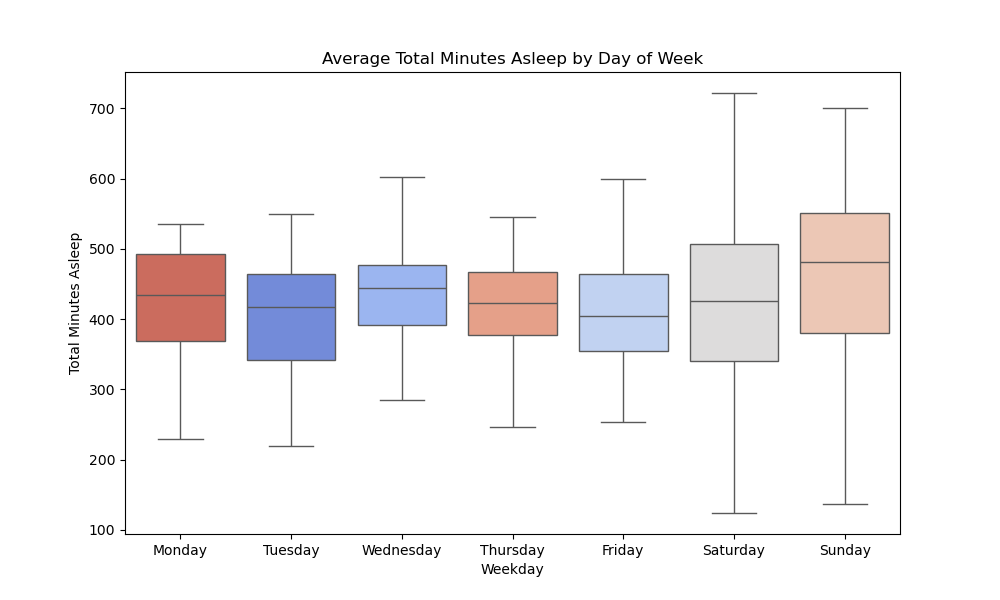 Average Total Minutes Asleep by Day of Week
Total Minutes Asleep
700
600
500
400
300
200
100
Monday Tuesday Wednesday Thursday Friday Saturday Sunday
Weekday